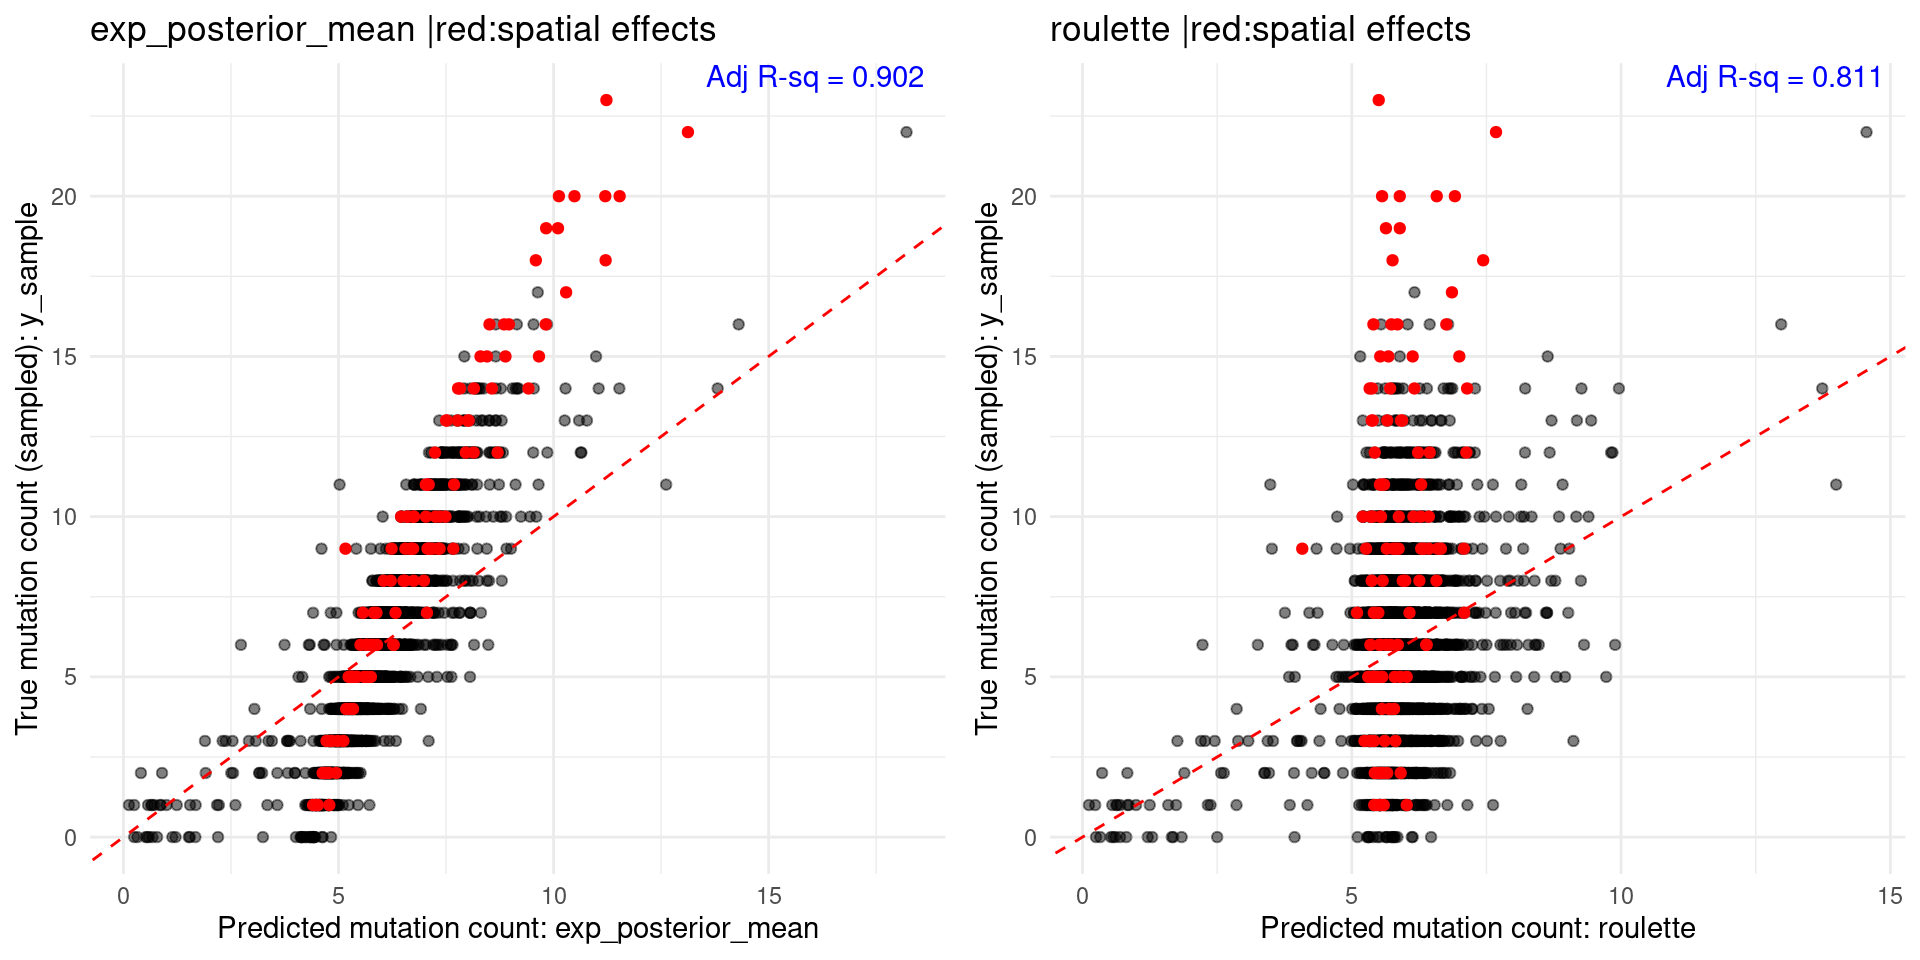 exp_posterior_mean |red:spatial effects
Adj R-sq = 0.902
True mutation count (sampled): y_sample
20
15
10
5
0
0 5 10 15
Predicted mutation count: exp_posterior_mean
roulette |red:spatial effects
Adj R-sq = 0.811
True mutation count (sampled): y_sample
20
15
10
5
0
0 5 10 15
Predicted mutation count: roulette